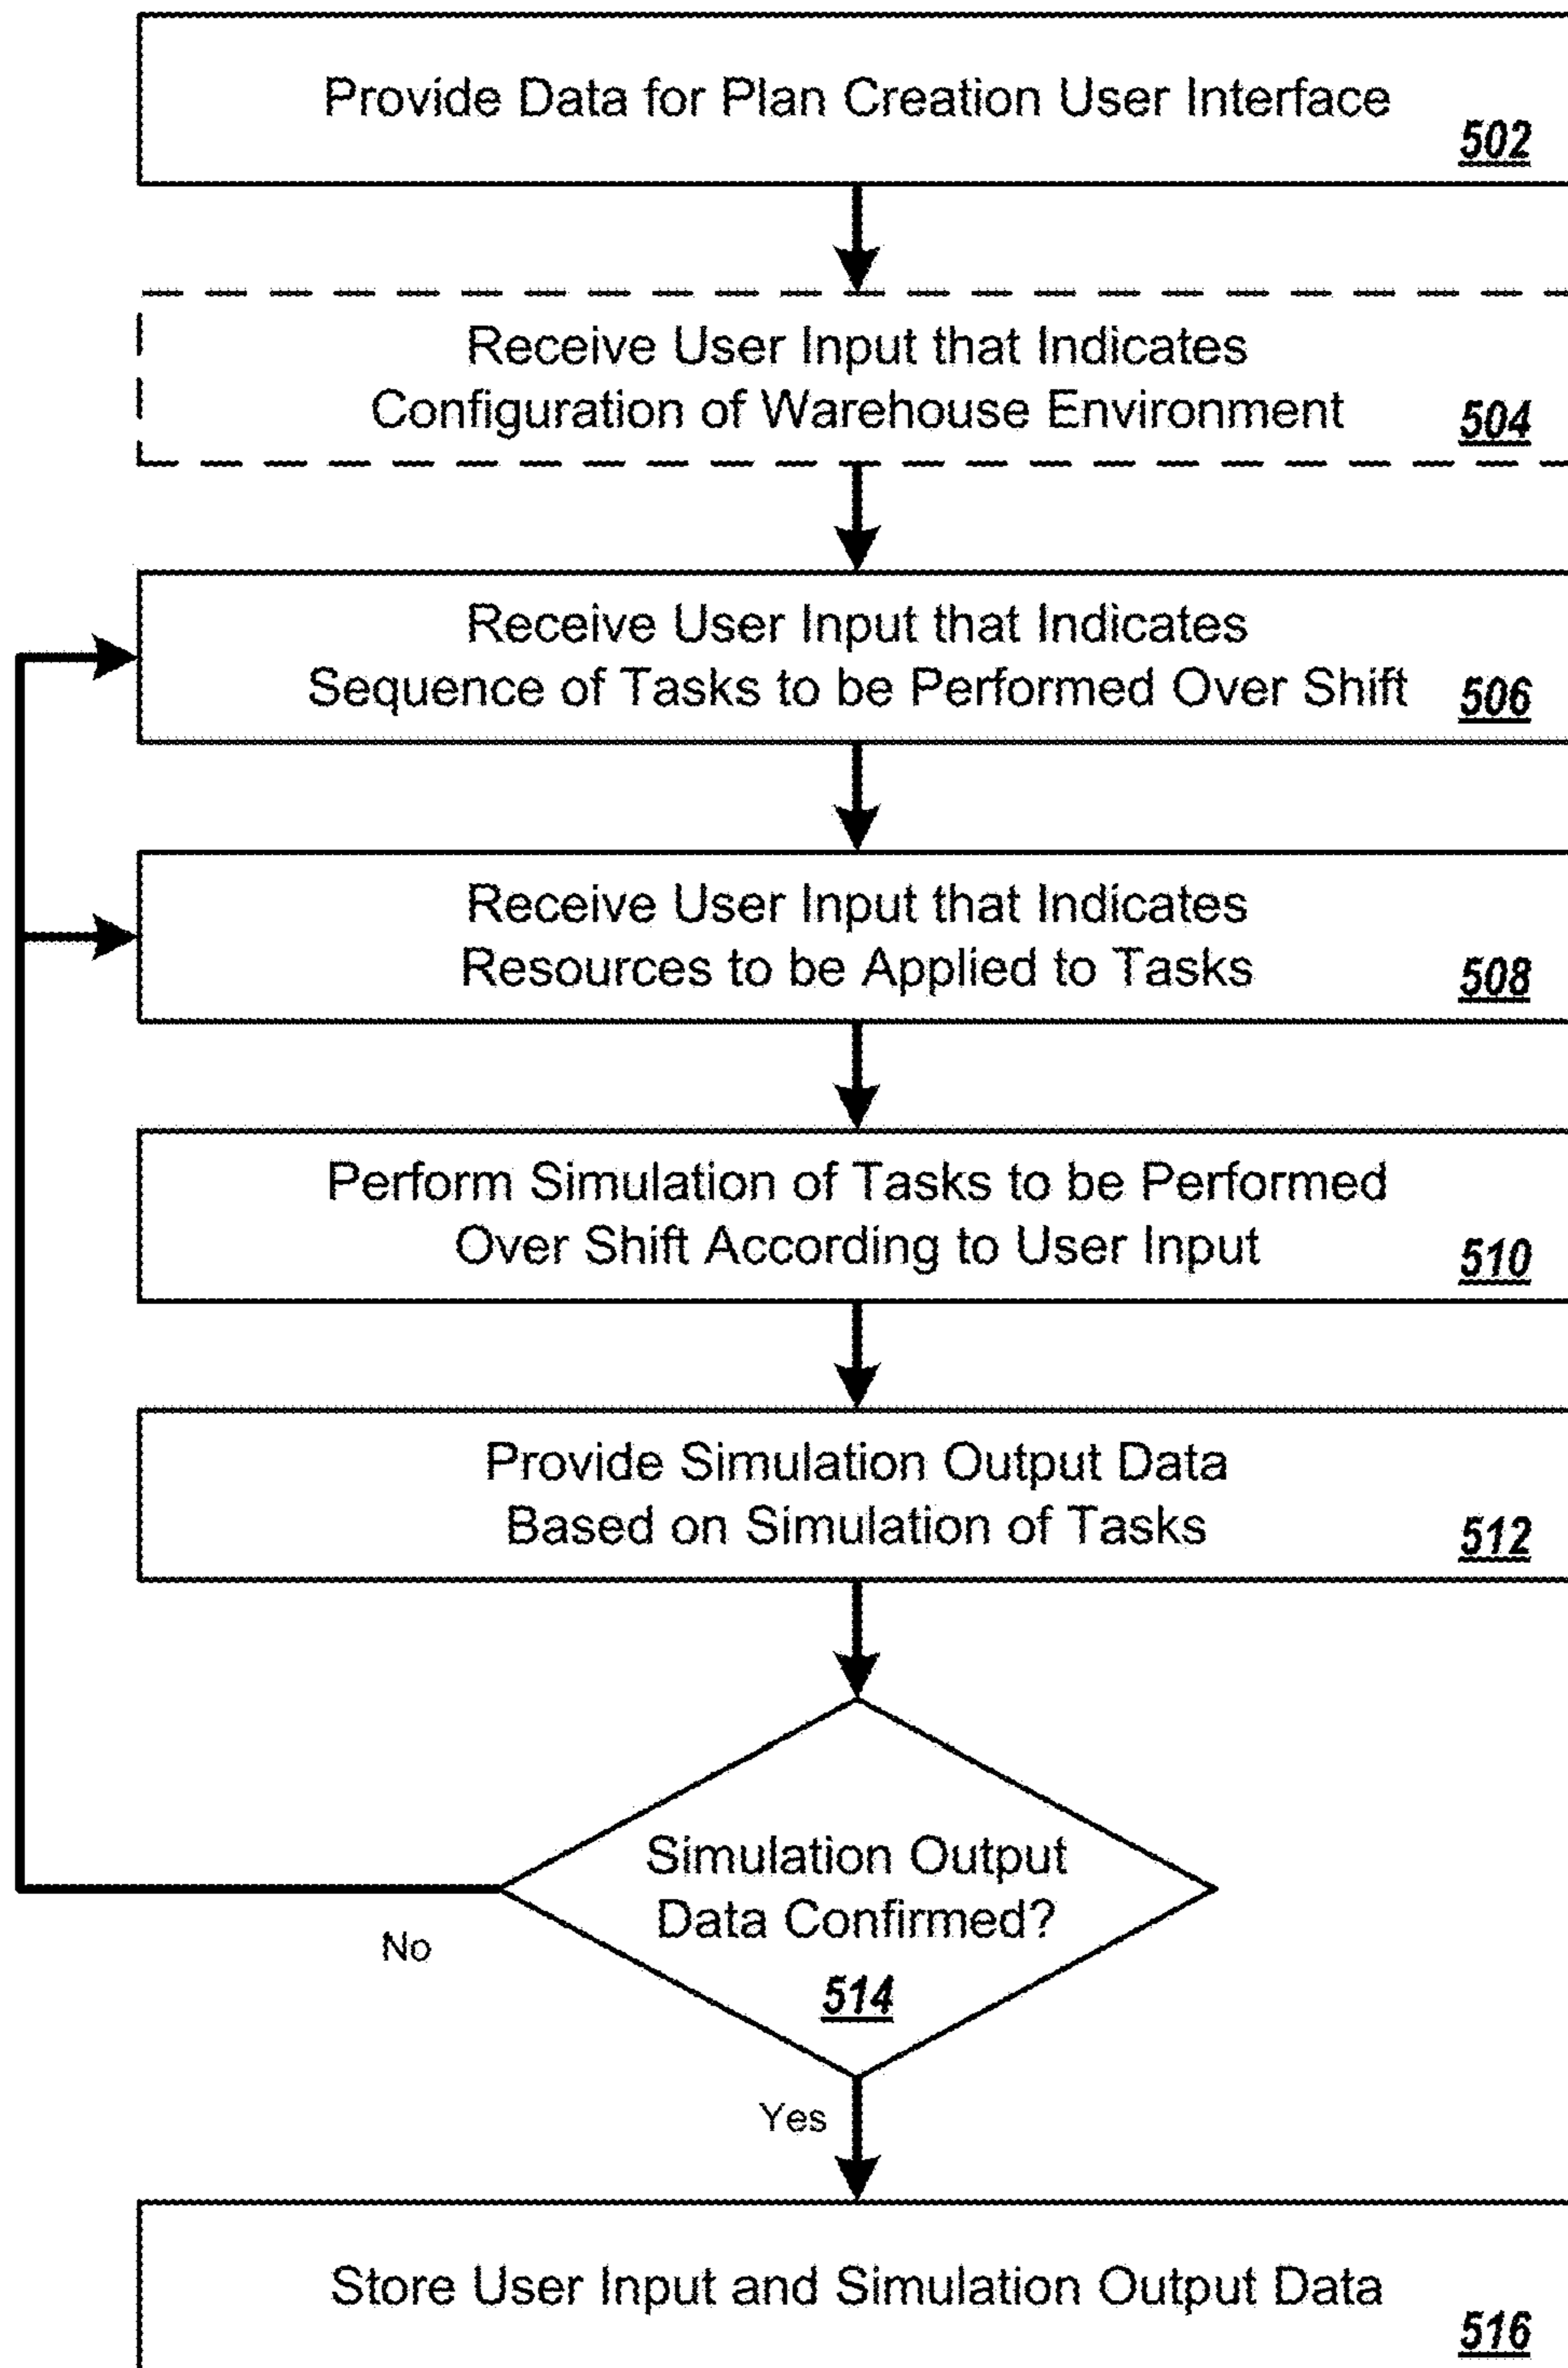 Provide Data for Plan Creation User Interface
502
Receive User Input that Indicates
Configuration of Warehouse Environment
504
Receive User Input that Indicates
Sequence of Tasks to be Performed Over Shift
506
Receive User Input that Indicates
Resources to be Applied to Tasks
508
Perform Simulation of Tasks to be Performed
Over Shift According to User Input
510
Provide Simulation Output Data
Based on Simulation of Tasks
512
Simulation Output
Data Confirmed?
514
No
Yes
Store User Input and Simulation Output Data
516